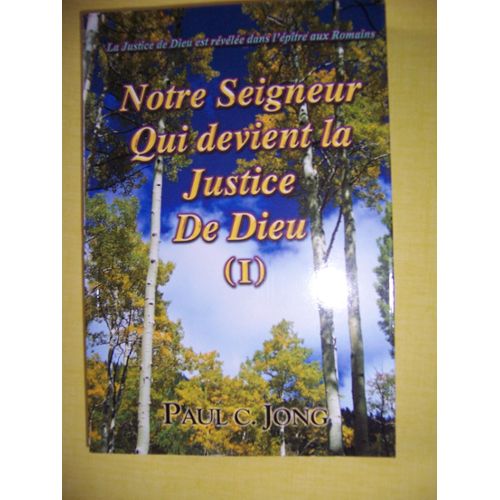 La Justice de Dieu est révélée dans l'épître aux Romains
Notre Seigneur
Qui devient la
Justice
De Dieu
(I)
PAUL C. JONG